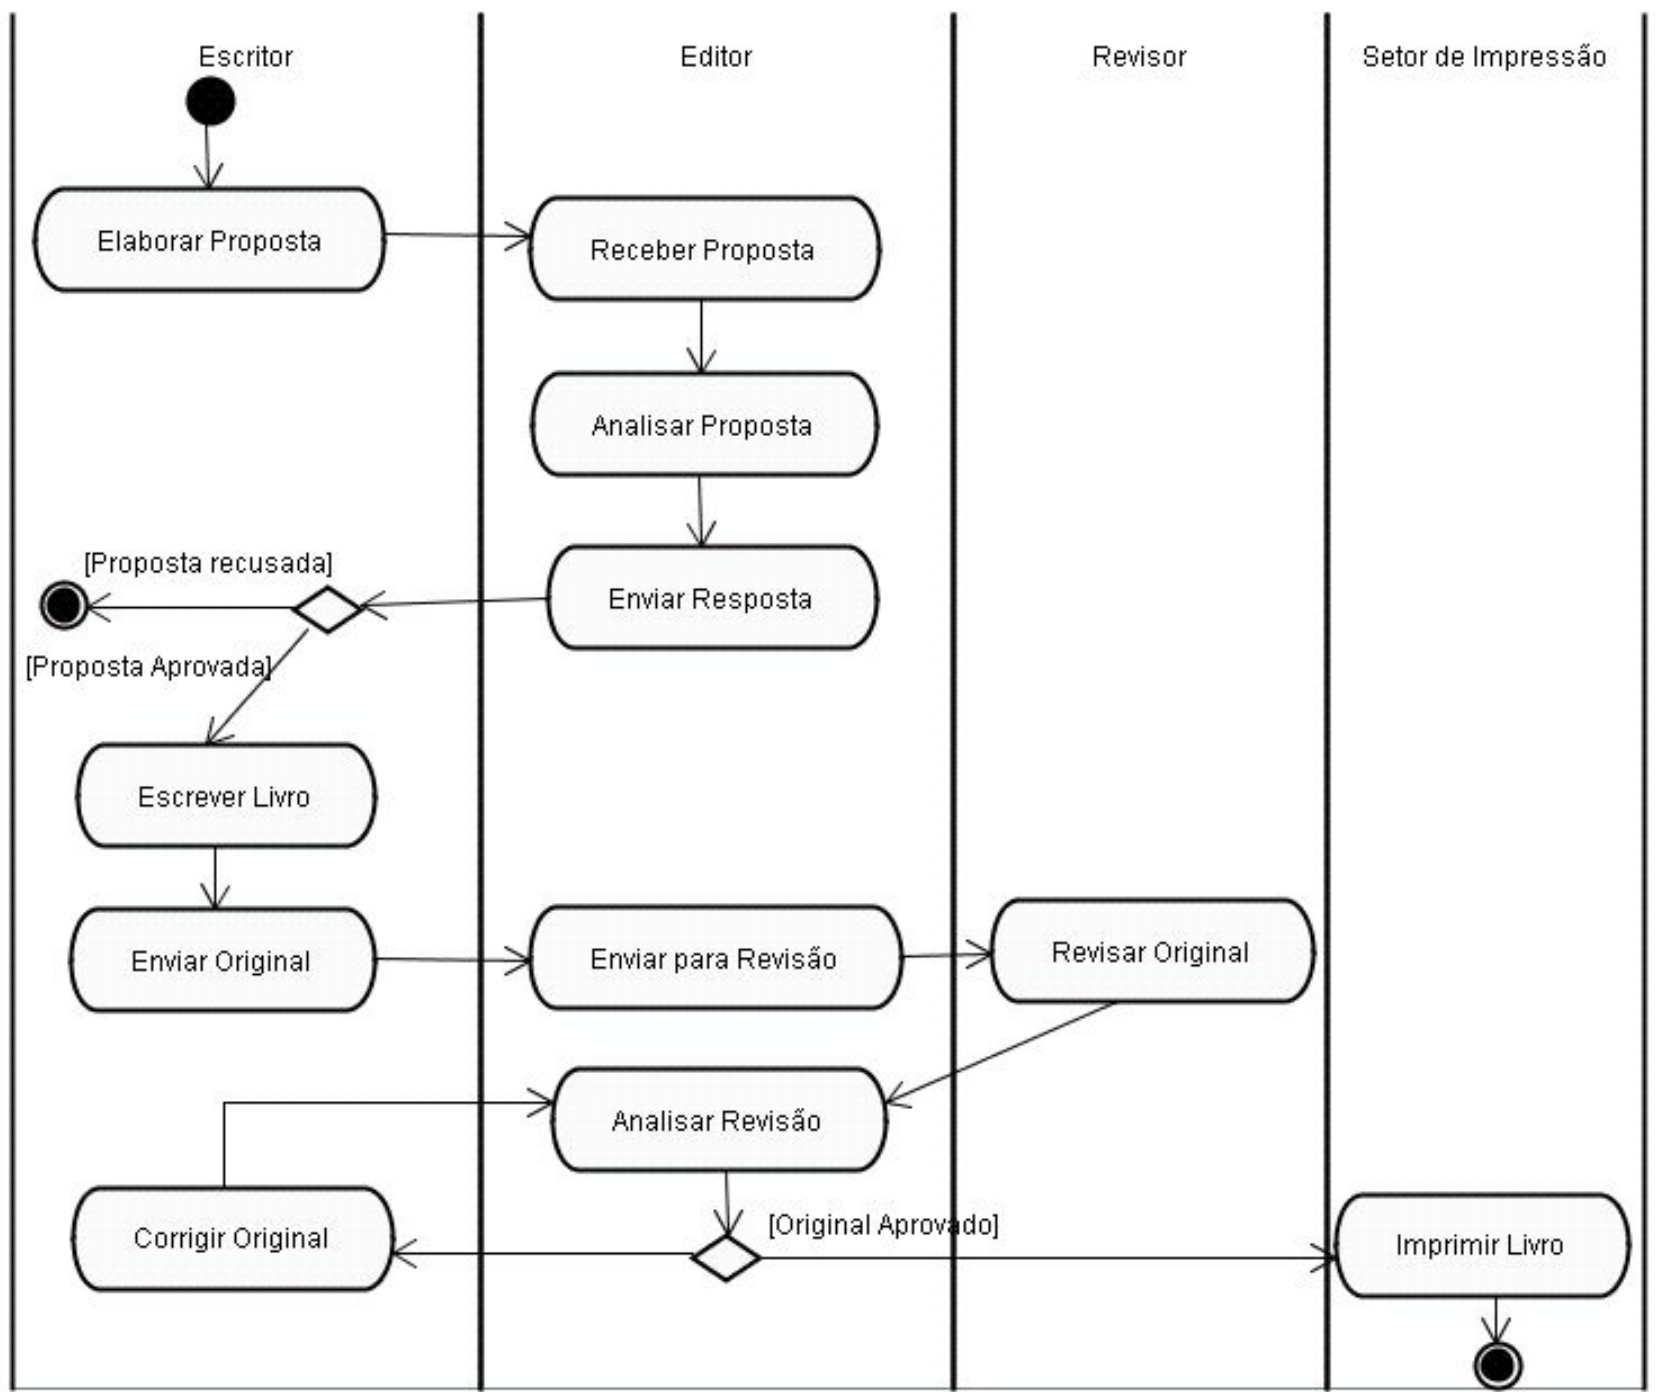 Escritor
Editor
Revisor
Setor de Impressão
Elaborar Proposta
Receber Proposta
Analisar Proposta
[Proposta recusada]
Enviar Resposta
[Proposta Aprovada]
Escrever Livro
Enviar Original
Enviar para Revisão
Revisar Original
Analisar Revisão
Corrigir Original
[Original Aprovado]
Imprimir Livro